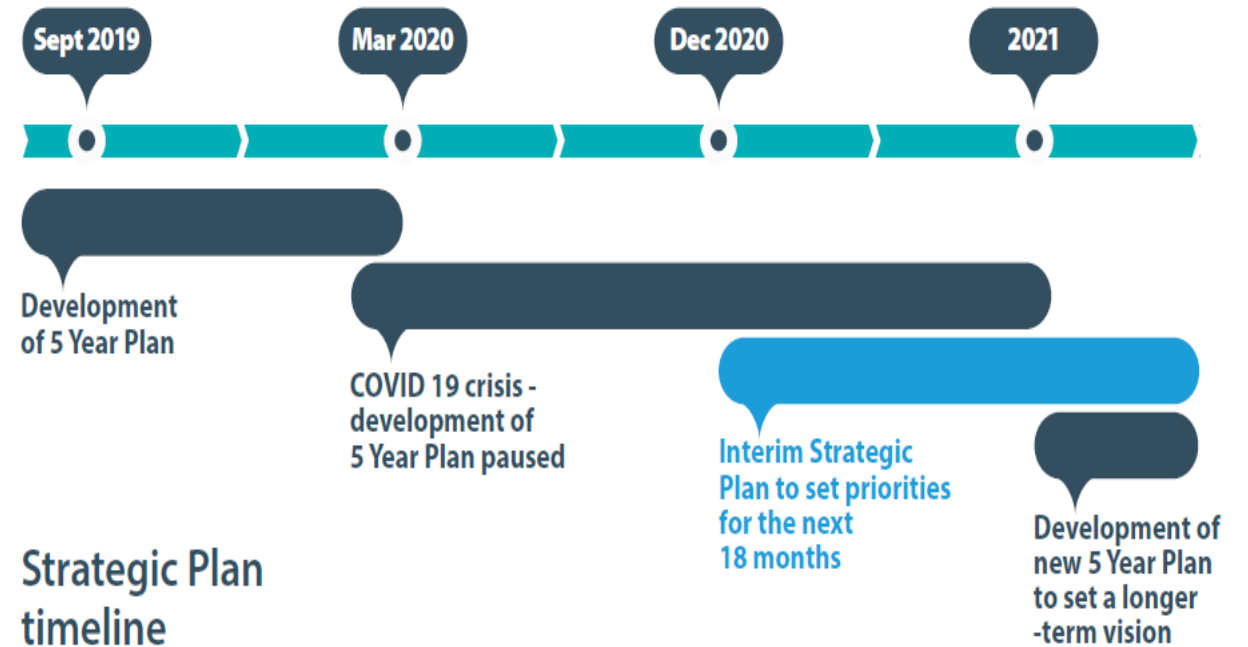 Sept 2019
Mar 2020
Dec 2020
2021
Development
of 5 Year Plan
COVID 19 crisis -
development of
5 Year Plan paused
Interim Strategic
Plan to set priorities
for the next
18 months
Development of
new 5 Year Plan
to set a longer
-term vision
Strategic Plan
timeline